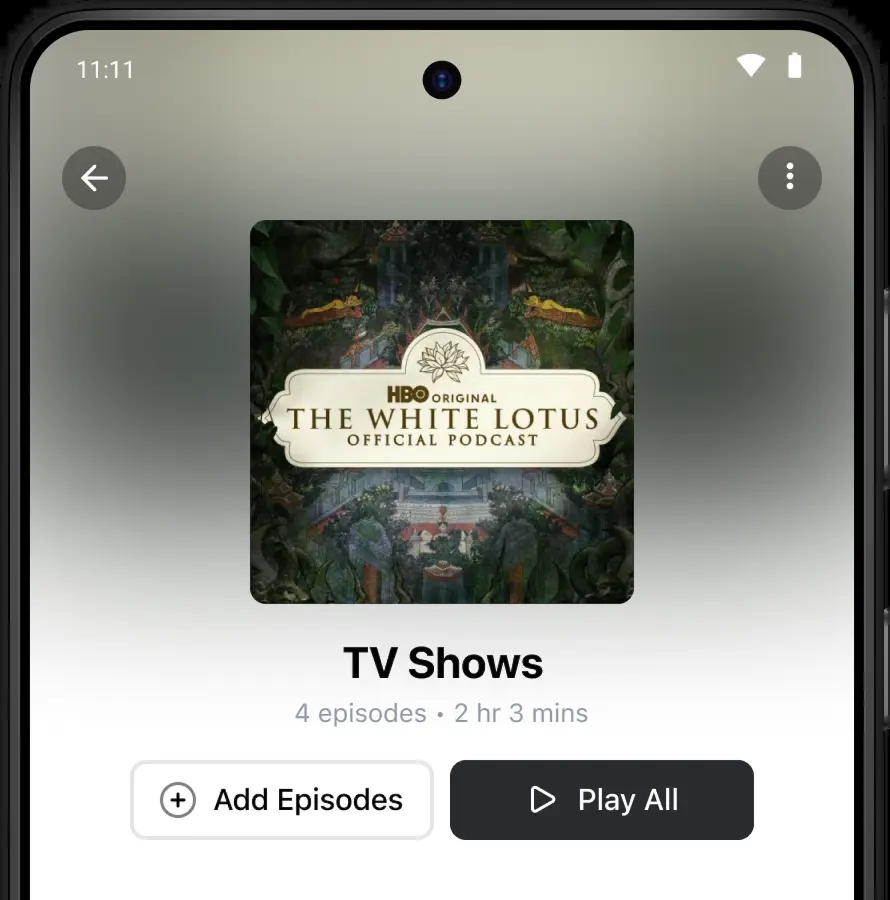 11:11
HBO ORIGINAL
THE WHITE LOTUS
OFFICIAL PODCAST
TV Shows
4 episodes • 2 hr 3 mins
Add Episodes
Play All